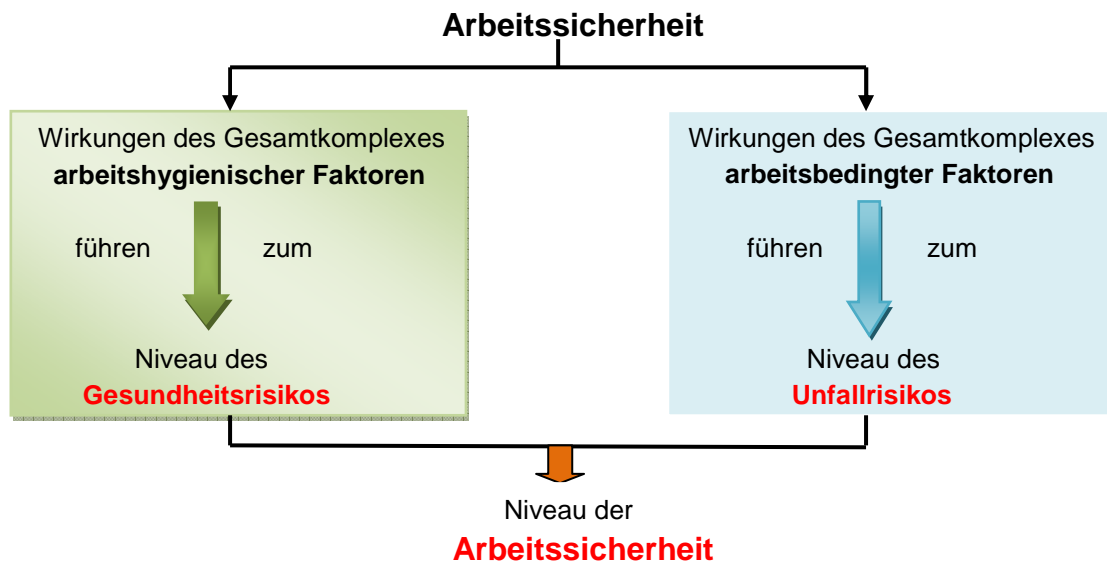 Arbeitssicherheit
Wirkungen des Gesamtkomplexes
arbeitshygienischer Faktoren
führen zum
Niveau des
Gesundheitsrisikos
Wirkungen des Gesamtkomplexes
arbeitsbedingter Faktoren
führen zum
Niveau des
Unfallrisikos
Niveau der
Arbeitssicherheit